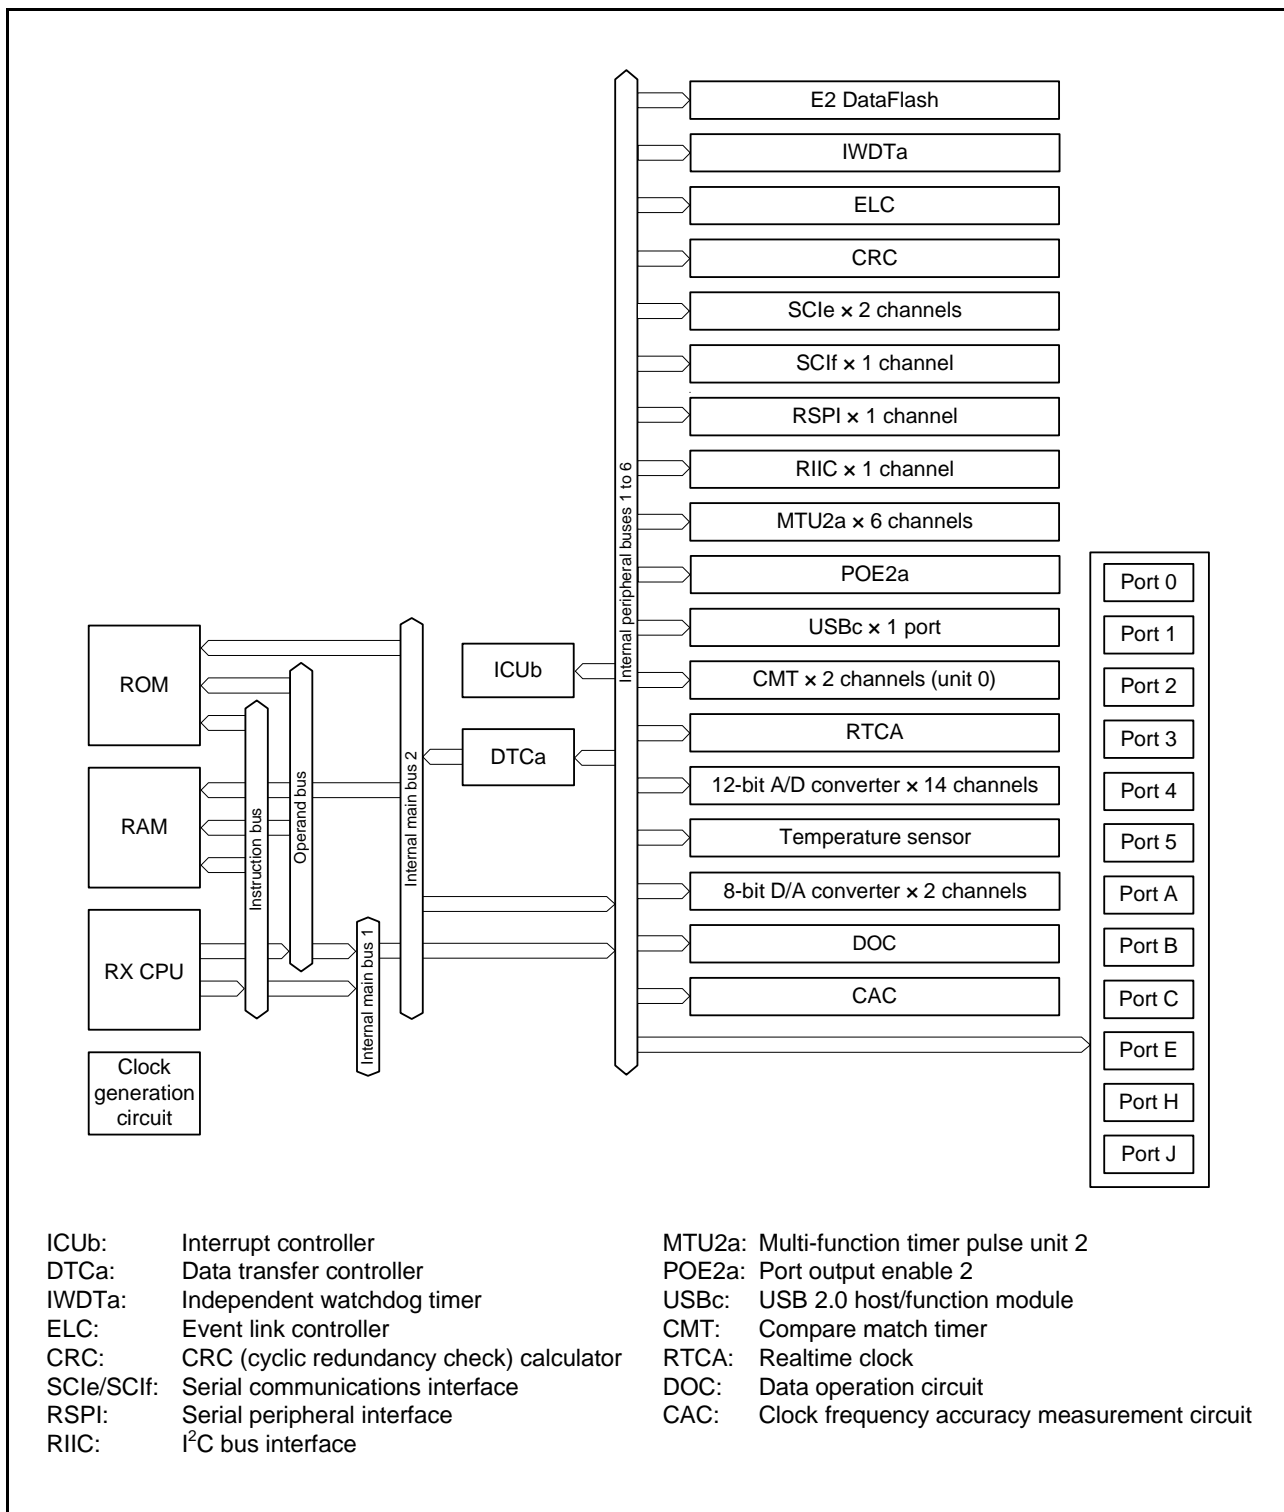 E2 DataFlash
IWDTa
ELC
CRC
SCIe × 2 channels
SCIf × 1 channel
RSPI × 1 channel
RIIC × 1 channel
MTU2a × 6 channels
POE2a
USBc × 1 port
CMT × 2 channels (unit 0)
RTCA
12-bit A/D converter × 14 channels
Temperature sensor
8-bit D/A converter × 2 channels
DOC
CAC
Internal peripheral buses 1 to 6
ICUb
DTCa
Internal main bus 2
Internal main bus 1
Operand bus
Instruction bus
ROM
RAM
RX CPU
Clock
generation
circuit
Port 0
Port 1
Port 2
Port 3
Port 4
Port 5
Port A
Port B
Port C
Port E
Port H
Port J
ICUb: Interrupt controller
DTCa: Data transfer controller
IWDTa: Independent watchdog timer
ELC: Event link controller
CRC: CRC (cyclic redundancy check) calculator
SCIe/SCIf: Serial communications interface
RSPI: Serial peripheral interface
RIIC: I²C bus interface
MTU2a: Multi-function timer pulse unit 2
POE2a: Port output enable 2
USBc: USB 2.0 host/function module
CMT: Compare match timer
RTCA: Realtime clock
DOC: Data operation circuit
CAC: Clock frequency accuracy measurement circuit